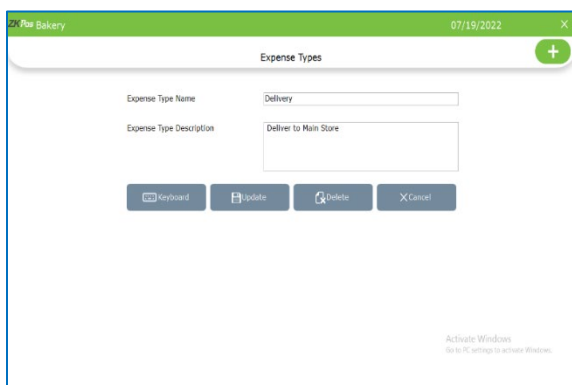 ZKPos Bakery 07/19/2022 X
Expense Types +
Expense Type Name Delivery
Expense Type Description Deliver to Main Store
Keyboard Update Delete X Cancel
Activate Windows
Go to PC settings to activate Windows.